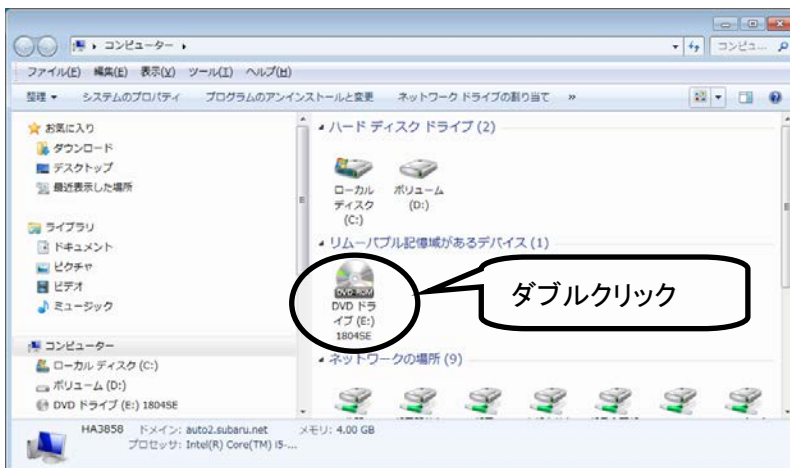 コンピューター
コンピュ...
ファイル(F) 編集(E) 表示(V) ツール(T) ヘルプ(H)
整理 システムのプロパティ プログラムのアンインストールと変更 ネットワーク ドライブの割り当て »
お気に入り
ダウンロード
デスクトップ
最近表示した場所
ライブラリ
ドキュメント
ピクチャ
ビデオ
ミュージック
コンピューター
ローカル ディスク (C:)
ボリューム (D:)
DVD ドライブ (E:) 1804SE
ハード ディスク ドライブ (2)
ローカル
ディスク
(C:)
ボリューム
(D:)
リムーバブル記憶域があるデバイス (1)
DVD-ROM
DVD ドラ
イブ (E:)
1804SE
ダブルクリック
ネットワークの場所 (9)
HA3858 ドメイン: auto2.subaru.net メモリ: 4.00 GB
プロセッサ: Intel(R) Core(TM) i5-...